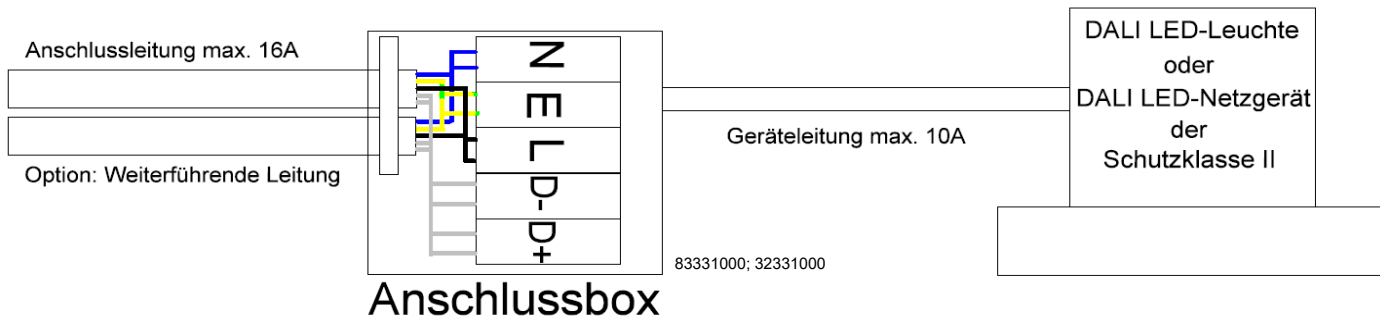 Anschlussleitung max. 16A
Option: Weiterführende Leitung
N
E
L
D-
D+
Anschlussbox
Geräteleitung max. 10A
83331000; 32331000
DALI LED-Leuchte
oder
DALI LED-Netzgerät
der
Schutzklasse II